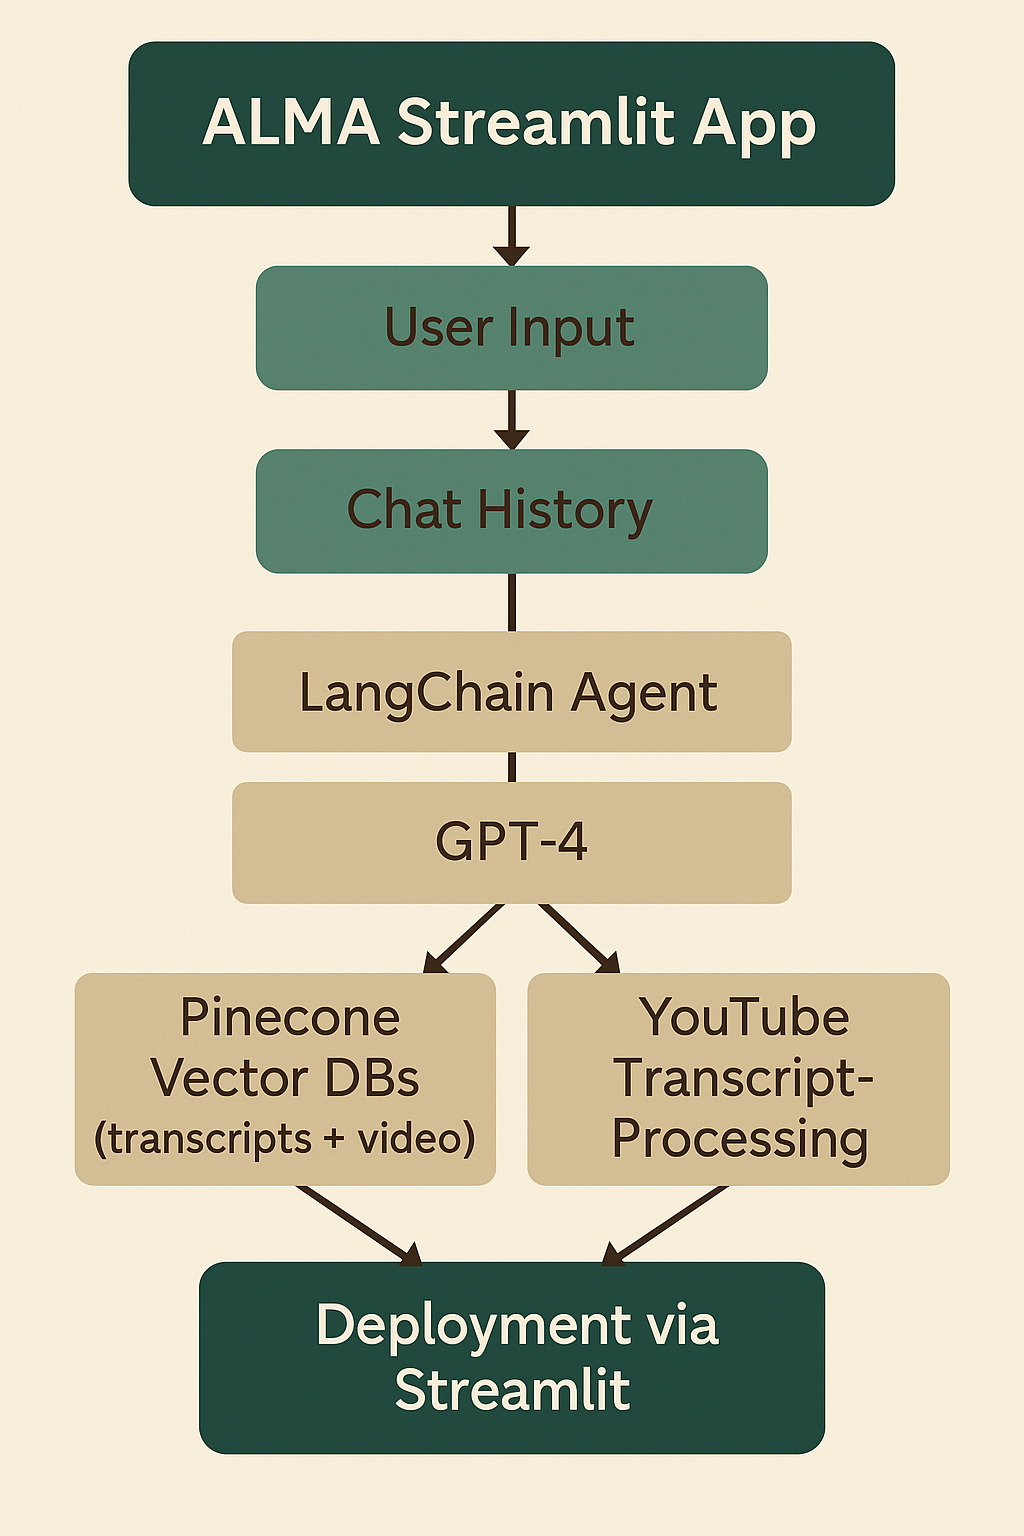 ALMA Streamlit App
User Input
Chat History
LangChain Agent
GPT-4
Pinecone
Vector DBs
(transcripts + video)
YouTube
Transcript-
Processing
Deployment via
Streamlit